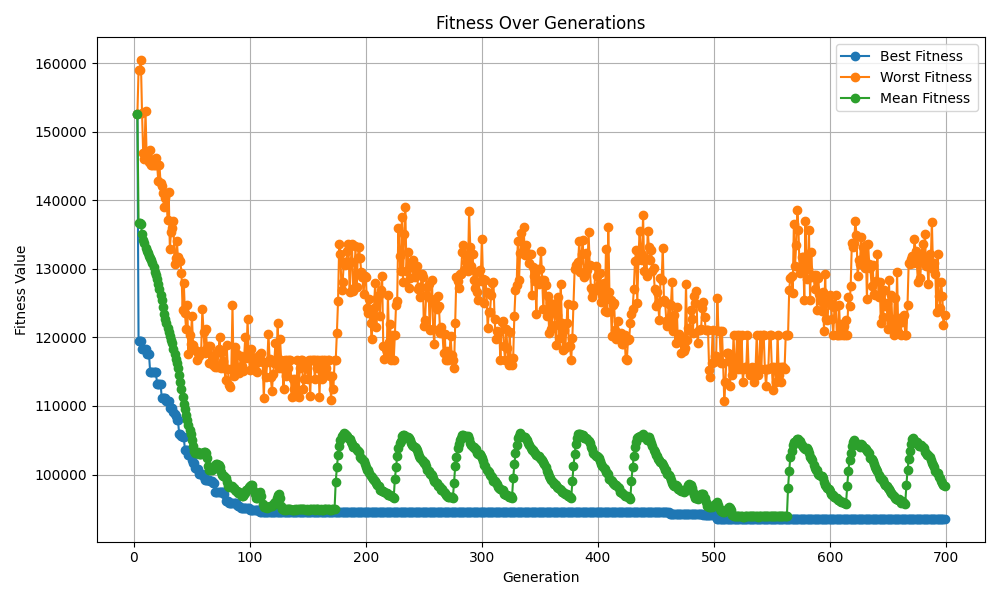 Fitness Over Generations
Best Fitness
Worst Fitness
Mean Fitness
Fitness Value
160000
150000
140000
130000
120000
110000
100000
0
100
200
300
400
500
600
700
Generation